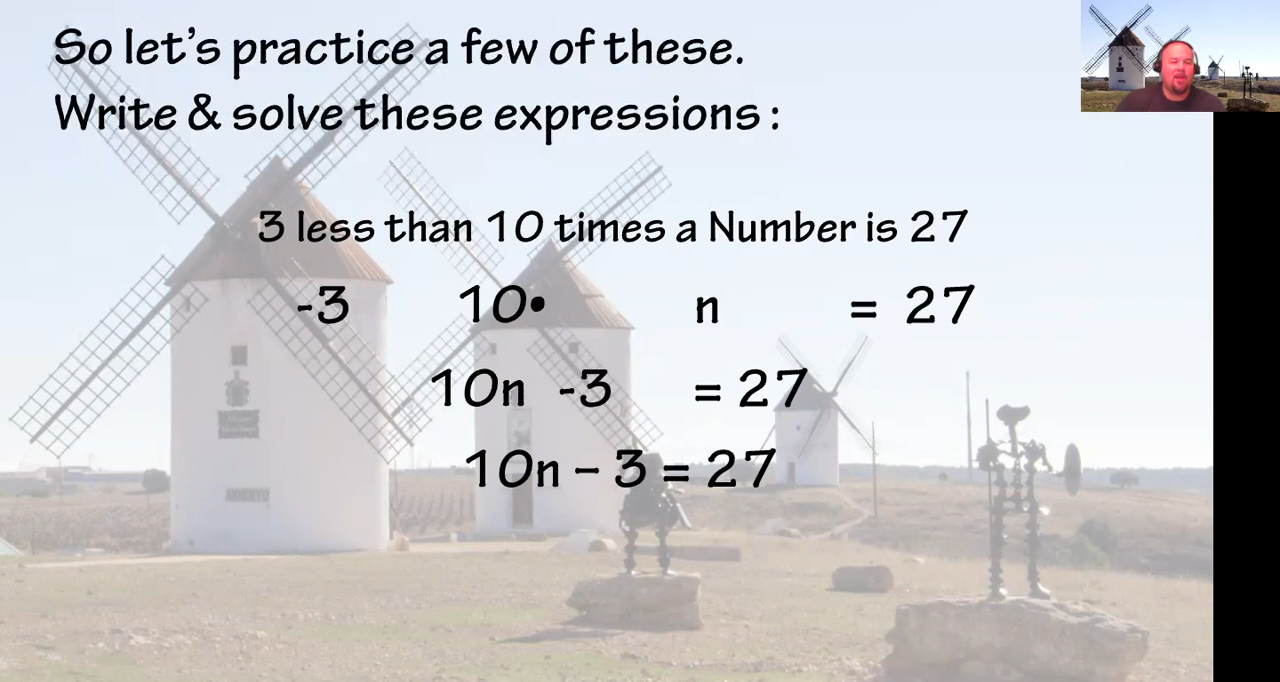 So let's practice a few of these.
Write & solve these expressions :
3 less than 10 times a Number is 27
-3 10• n = 27
10n -3 = 27
10n – 3 = 27
ABIERTO